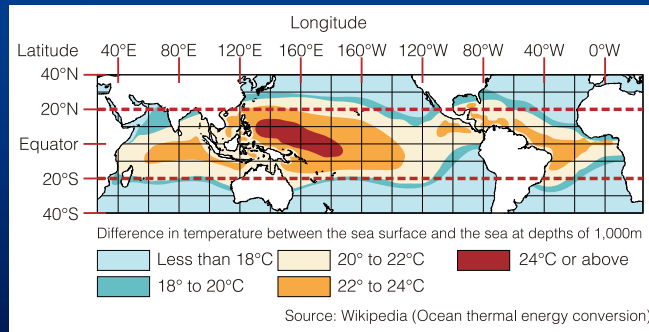 Longitude
Latitude 40°E 80°E 120°E 160°E 160°W 120°W 80°W 40°W 0°W
40°N
20°N
Equator
20°S
40°S
Difference in temperature between the sea surface and the sea at depths of 1,000m
Less than 18°C 20° to 22°C 24°C or above
18° to 20°C 22° to 24°C
Source: Wikipedia (Ocean thermal energy conversion)